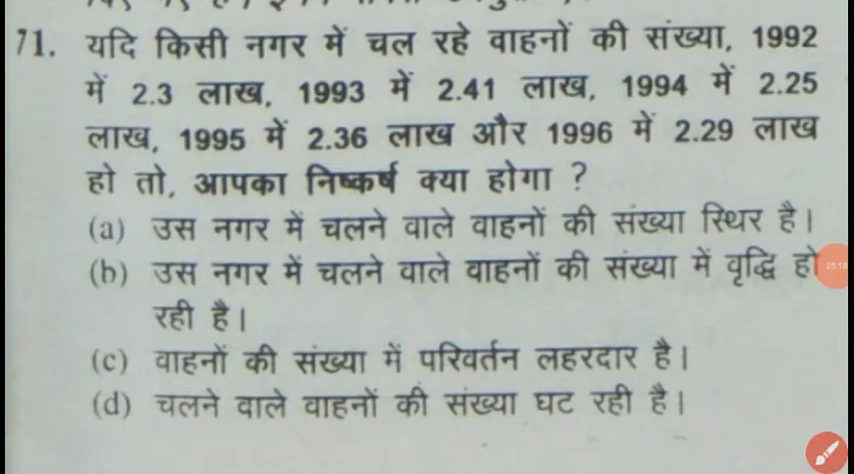 71. यदि किसी नगर में चल रहे वाहनों की संख्या, 1992
में 2.3 लाख, 1993 में 2.41 लाख, 1994 में 2.25
लाख, 1995 में 2.36 लाख और 1996 में 2.29 लाख
हो तो, आपका निष्कर्ष क्या होगा ?
(a) उस नगर में चलने वाले वाहनों की संख्या स्थिर है।
(b) उस नगर में चलने वाले वाहनों की संख्या में वृद्धि हो
रही है।
(c) वाहनों की संख्या में परिवर्तन लहरदार है।
(d) चलने वाले वाहनों की संख्या घट रही है।